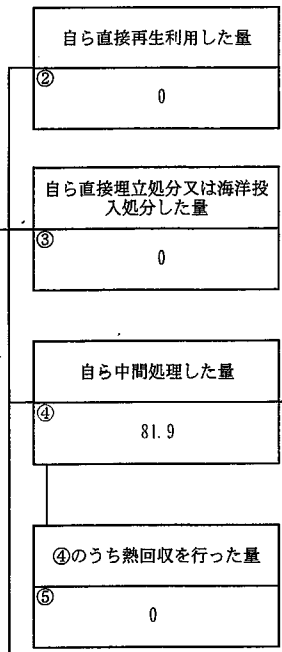 自ら直接再生利用した量
②
0
自ら直接埋立処分又は海洋投
入処分した量
③
0
自ら中間処理した量
④
81.9
④のうち熱回収を行った量
⑤
0